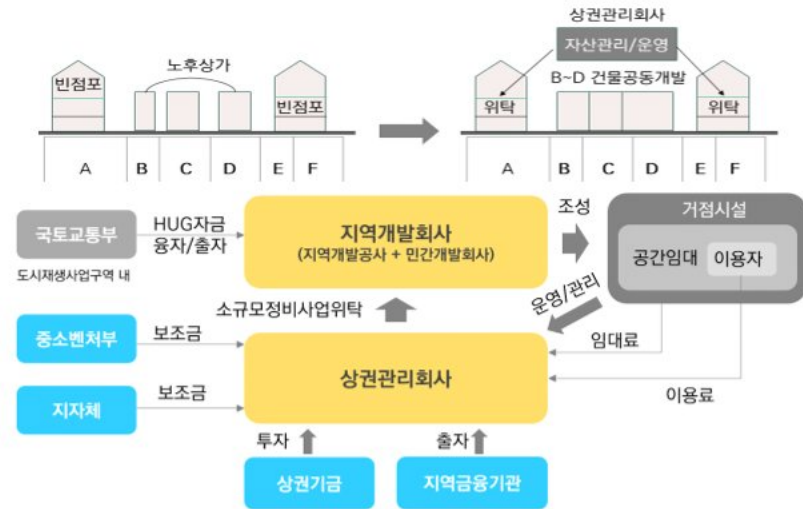 상권관리회사
자산관리/운영
노후상가
빈점포
빈점포
B~D 건물공동개발
위탁
위탁
A B C D E F
A B C D E F
국토교통부
도시재생사업구역 내
HUG자금
융자/출자
지역개발회사
(지역개발공사 + 민간개발회사)
조성
거점시설
공간임대
이용자
소규모정비사업위탁
운영/관리
중소벤처부
보조금
상권관리회사
임대료
지자체
보조금
이용료
투자
출자
상권기금
지역금융기관